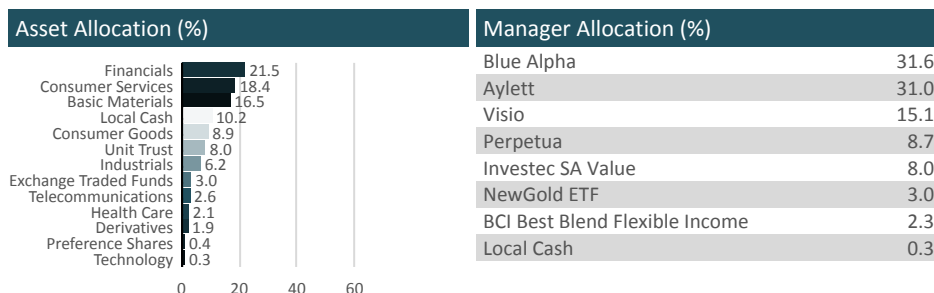 Asset Allocation (%)
Financials 21.5
Consumer Services 18.4
Basic Materials 16.5
Local Cash 10.2
Consumer Goods 8.9
Unit Trust 8.0
Industrials 6.2
Exchange Traded Funds 3.0
Telecommunications 2.6
Health Care 2.1
Derivatives 1.9
Preference Shares 0.4
Technology 0.3
0 20 40 60
Manager Allocation (%)
Blue Alpha 31.6
Aylett 31.0
Visio 15.1
Perpetua 8.7
Investec SA Value 8.0
NewGold ETF 3.0
BCI Best Blend Flexible Income 2.3
Local Cash 0.3